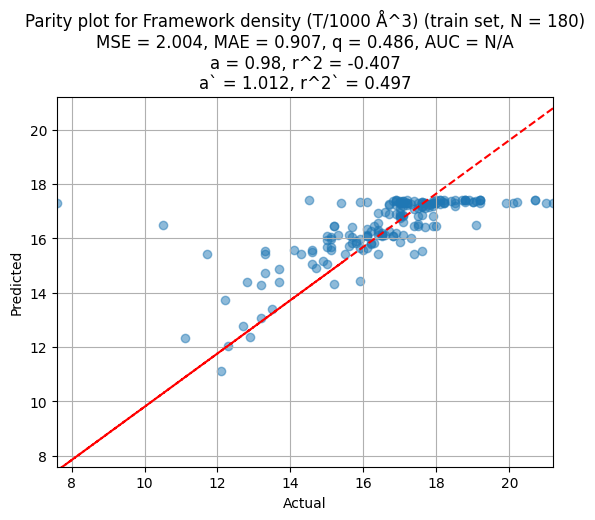 Parity plot for Framework density (T/1000 Å^3) (train set, N = 180)
MSE = 2.004, MAE = 0.907, q = 0.486, AUC = N/A
a = 0.98, r^2 = -0.407
a` = 1.012, r^2` = 0.497
20
18
16
14
12
10
8
Predicted
8 10 12 14 16 18 20
Actual